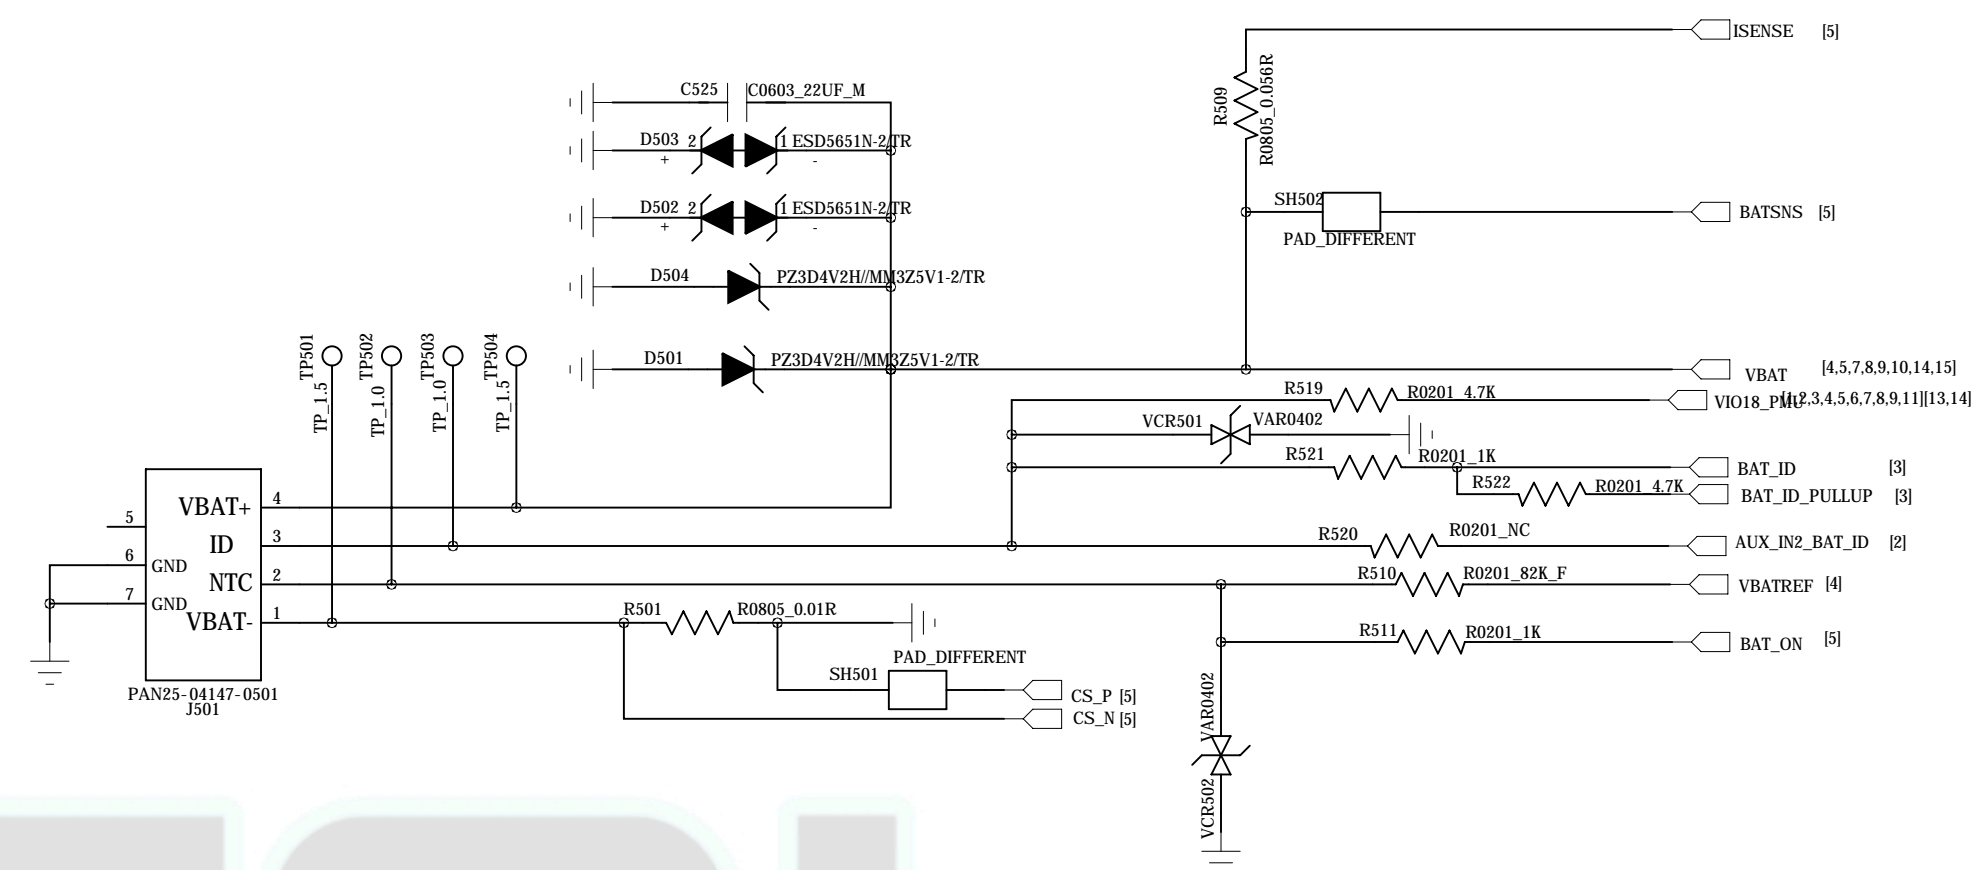 ISENSE [5]
R509
R0805_0.056R
C525 C0603_22UF_M
D503 2 1 ESD5651N-2/TR
+ -
SH502
PAD_DIFFERENT
BATSNS [5]
D502 2 1 ESD5651N-2/TR
+ -
D504 PZ3D4V2H//MM3Z5V1-2/TR
D501 PZ3D4V2H//MM3Z5V1-2/TR
VBAT [4,5,7,8,9,10,14,15]
TP501
TP_1.5
TP502
TP_1.0
TP503
TP_1.0
TP504
TP_1.5
R519 R0201_4.7K
VIO18_PMU [1,2,3,4,5,6,7,8,9,11][13,14]
VCR501 VAR0402
R521 R0201_1K
BAT_ID [3]
R522 R0201_4.7K
BAT_ID_PULLUP [3]
VBAT+ 4
5
ID 3
R520 R0201_NC
AUX_IN2_BAT_ID [2]
6 GND
NTC 2
R510 R0201_82K_F
VBATREF [4]
7 GND
VBAT- 1
R501 R0805_0.01R
R511 R0201_1K
BAT_ON [5]
PAN25-04147-0501
J501
PAD_DIFFERENT
SH501
CS_P [5]
CS_N [5]
VAR0402
VCR502